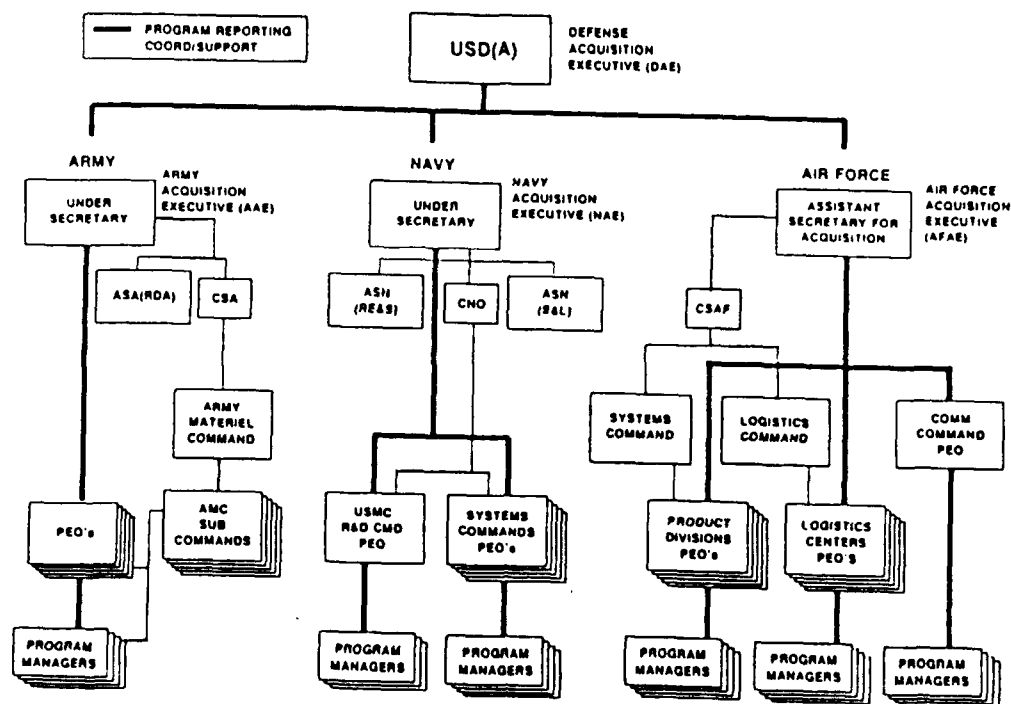 PROGRAM REPORTING
COORD/SUPPORT
USD(A)
DEFENSE
ACQUISITION
EXECUTIVE (DAE)
ARMY
UNDER
SECRETARY
ARMY
ACQUISITION
EXECUTIVE (AAE)
NAVY
UNDER
SECRETARY
NAVY
ACQUISITION
EXECUTIVE (NAE)
AIR FORCE
ASSISTANT
SECRETARY FOR
ACQUISITION
AIR FORCE
ACQUISITION
EXECUTIVE
(AFAE)
ASA(RDA)
CSA
ASN
(RE&S)
CNO
ASN
(S&L)
CSAF
ARMY
MATERIEL
COMMAND
SYSTEMS
COMMAND
LOGISTICS
COMMAND
COMM
COMMAND
PEO
PEO's
AMC
SUB
COMMANDS
USMC
R&D CMD
PEO
SYSTEMS
COMMANDS
PEO's
PRODUCT
DIVISIONS
PEO's
LOGISTICS
CENTERS
PEO'S
PROGRAM
MANAGERS
PROGRAM
MANAGERS
PROGRAM
MANAGERS
PROGRAM
MANAGERS
PROGRAM
MANAGERS
PROGRAM
MANAGERS